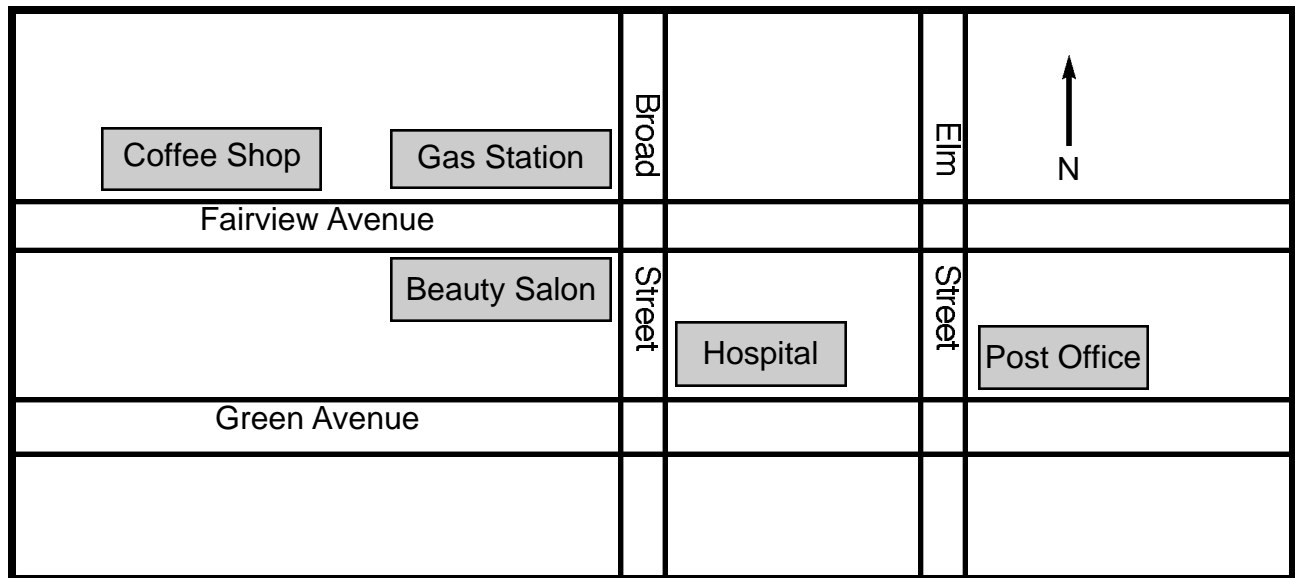 Broad
Elm
Coffee Shop
Gas Station
N
Fairview Avenue
Beauty Salon
Street
Street
Hospital
Post Office
Green Avenue